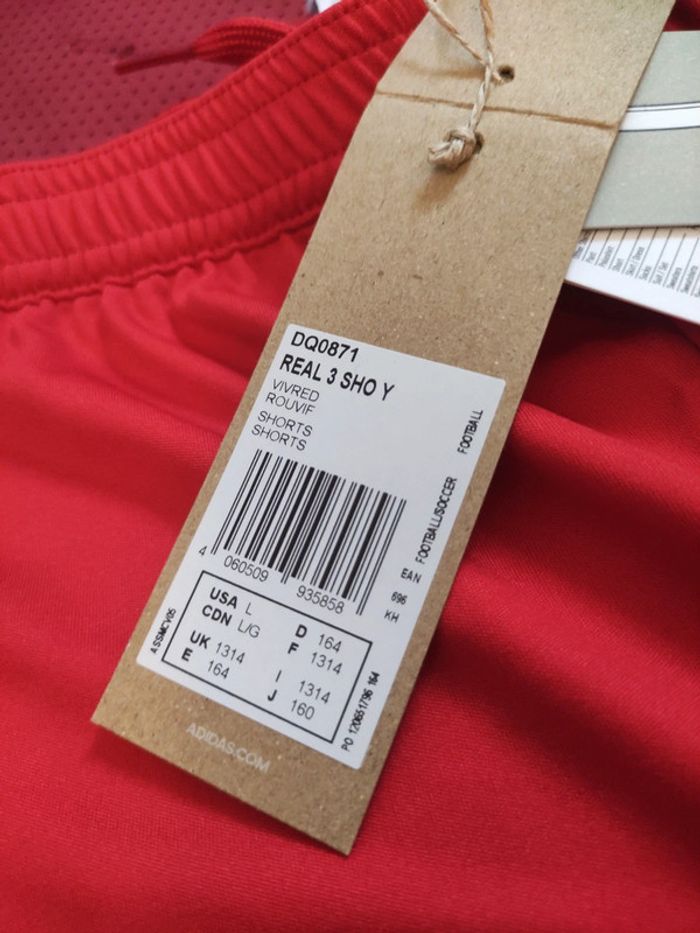 DQ0871
REAL 3 SHO Y
VIVRED
ROUVIF
SHORTS
SHORTS
FOOTBALL
FOOTBALL/SOCCER
4 060509 935858
EAN
696
KH
ASSMCV05
USA L
CDN L/G
UK 1314
E 164
D 164
F 1314
I 1314
J 160
PO 120651796 164
ADIDAS.COM